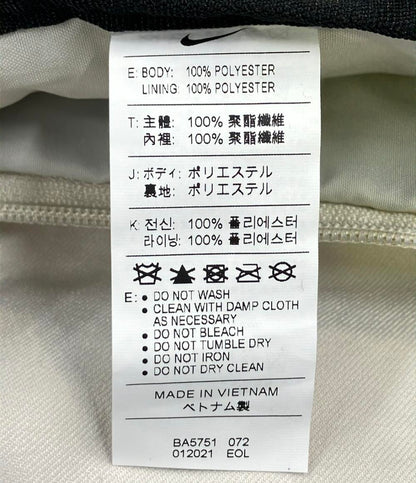 E: BODY: 100% POLYESTER
LINING: 100% POLYESTER
T: 主體: 100% 聚酯纖維
內裡: 100% 聚酯纖維
J: ボディ: ポリエステル
裏地: ポリエステル
K: 전신: 100% 폴리에스터
라이닝: 100% 폴리에스터
E: • DO NOT WASH
• CLEAN WITH DAMP CLOTH
AS NECESSARY
• DO NOT BLEACH
• DO NOT TUMBLE DRY
• DO NOT IRON
• DO NOT DRY CLEAN
MADE IN VIETNAM
ベトナム製
BA5751 072
012021 EOL